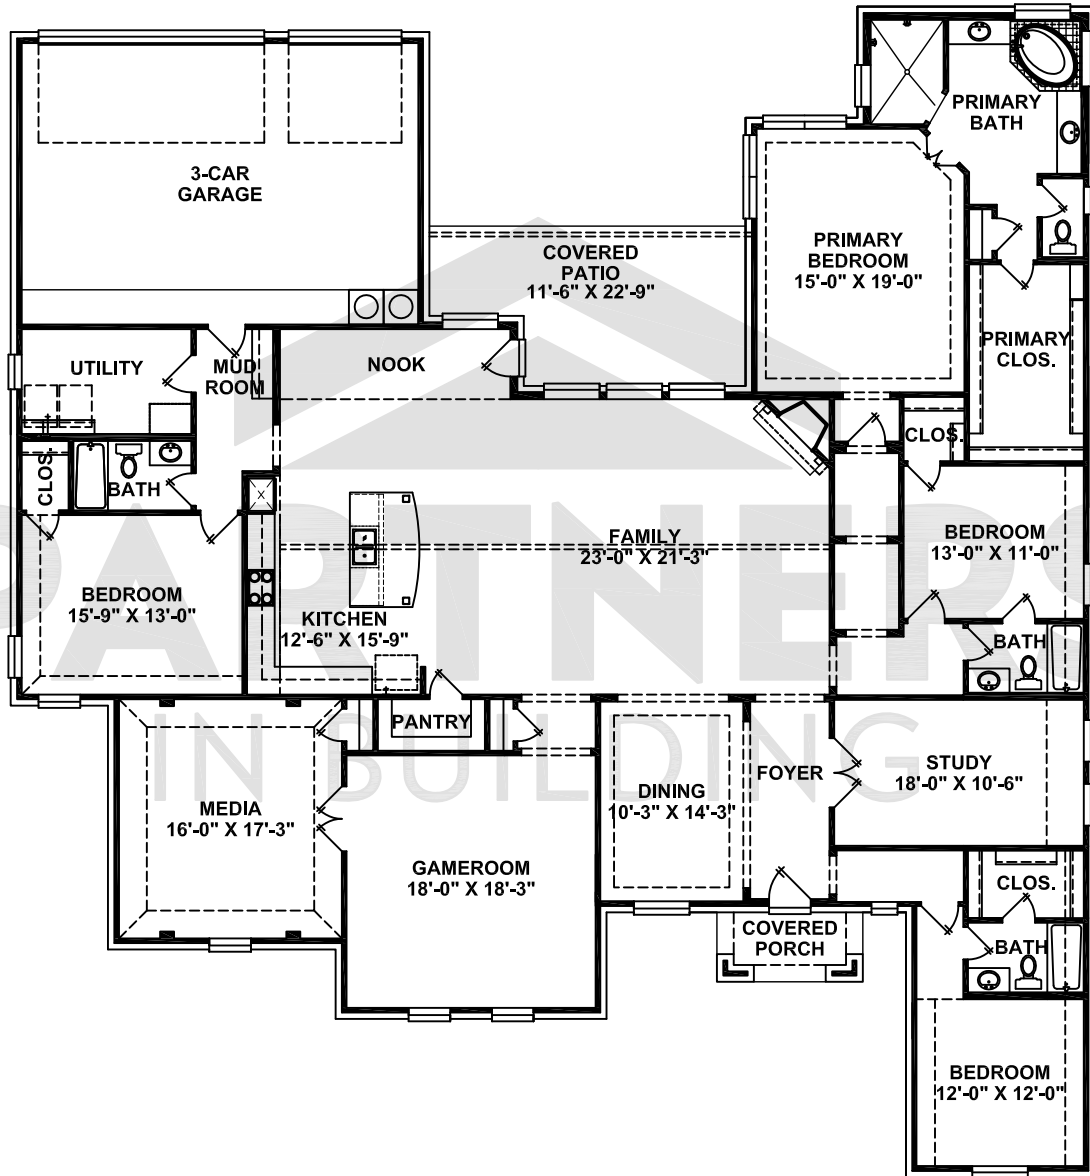 PRIMARY
BATH
3-CAR
GARAGE
COVERED
PATIO
11'-6" X 22'-9"
PRIMARY
BEDROOM
15'-0" X 19'-0"
PRIMARY
CLOS.
UTILITY
MUD
ROOM
NOOK
CLOS.
CLOS.
BATH
PARTNERS
IN BUILDING
FAMILY
23'-0" X 21'-3"
BEDROOM
13'-0" X 11'-0"
BEDROOM
15'-9" X 13'-0"
KITCHEN
12'-6" X 15'-9"
BATH
PANTRY
MEDIA
16'-0" X 17'-3"
DINING
10'-3" X 14'-3"
FOYER
STUDY
18'-0" X 10'-6"
GAMEROOM
18'-0" X 18'-3"
CLOS.
COVERED
PORCH
BATH
BEDROOM
12'-0" X 12'-0"